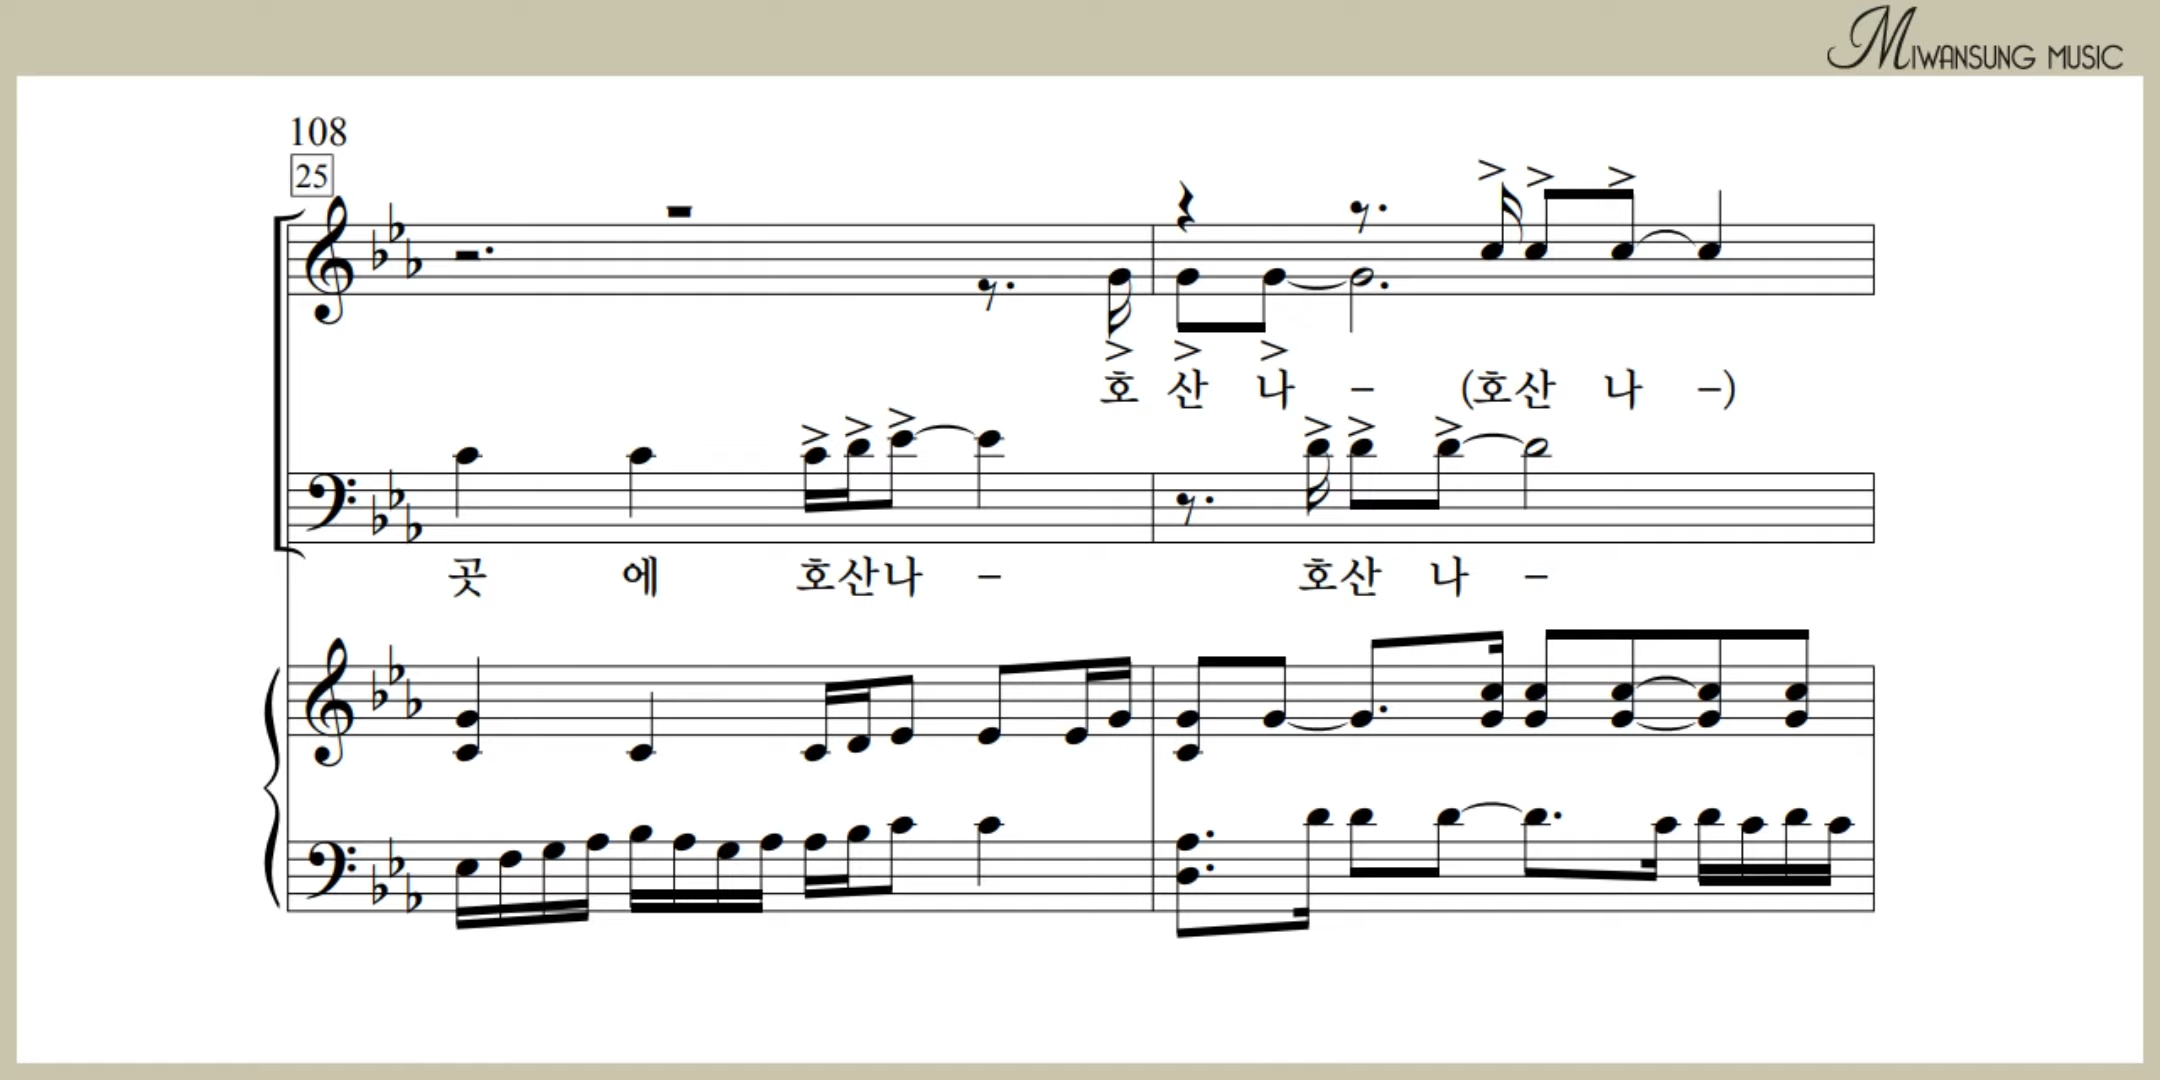 MIWANSUNG MUSIC
108
25
호 산 나 – (호산 나 –)
곳 에 호산나 – 호산 나 –